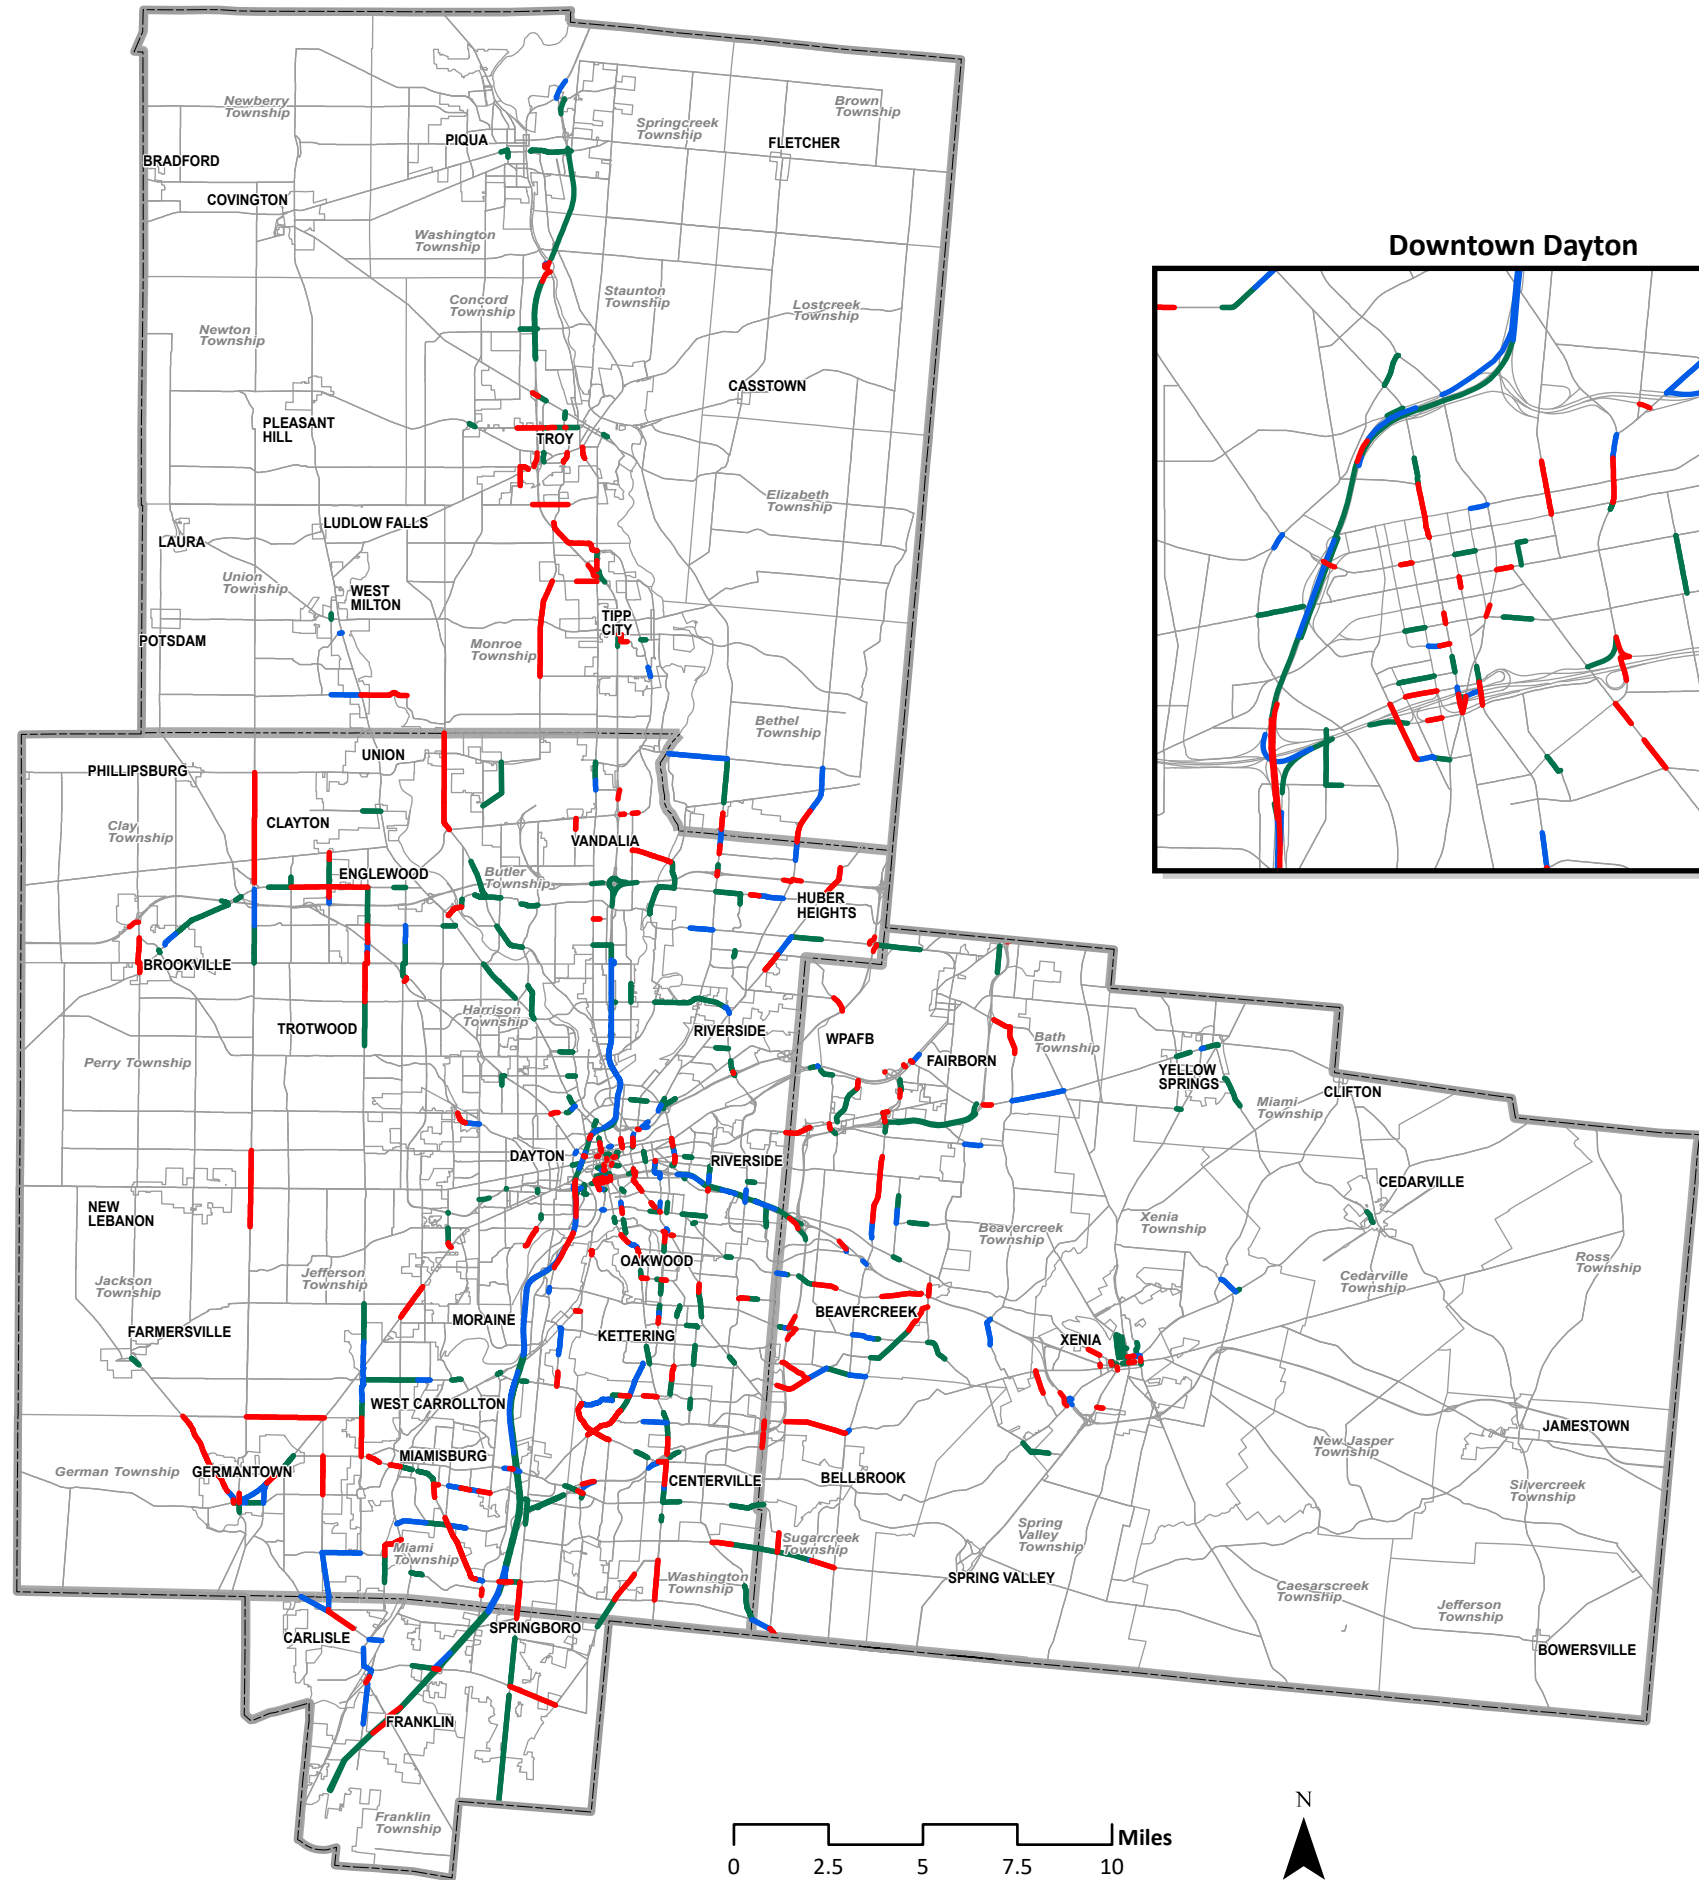 Newberry
Township
Brown
Township
Springcreek
Township
PIQUA
FLETCHER
BRADFORD
COVINGTON
Washington
Township
Downtown Dayton
Staunton
Township
Concord
Township
Lostcreek
Township
Newton
Township
CASSTOWN
PLEASANT
HILL
TROY
Elizabeth
Township
LUDLOW FALLS
LAURA
Union
Township
WEST
MILTON
TIPP
CITY
POTSDAM
Monroe
Township
Bethel
Township
UNION
PHILLIPSBURG
CLAYTON
Clay
Township
VANDALIA
ENGLEWOOD
Butler
Township
HUBER
HEIGHTS
BROOKVILLE
Harrison
Township
TROTWOOD
RIVERSIDE
WPAFB
Bath
Township
Perry Township
FAIRBORN
YELLOW
SPRINGS
CLIFTON
Miami
Township
DAYTON
RIVERSIDE
CEDARVILLE
NEW
LEBANON
Xenia
Township
Beavercreek
Township
OAKWOOD
Ross
Township
Jackson
Township
Jefferson
Township
Cedarville
Township
BEAVERCREEK
MORAINE
FARMERSVILLE
KETTERING
XENIA
WEST CARROLLTON
JAMESTOWN
New Jasper
Township
MIAMISBURG
German Township
GERMANTOWN
CENTERVILLE
BELLBROOK
Silvercreek
Township
Spring
Valley
Township
Sugarcreek
Township
Miami
Township
Washington
Township
SPRING VALLEY
Caesarscreek
Township
Jefferson
Township
SPRINGBORO
CARLISLE
BOWERSVILLE
FRANKLIN
Franklin
Township
N
Miles
0 2.5 5 7.5 10